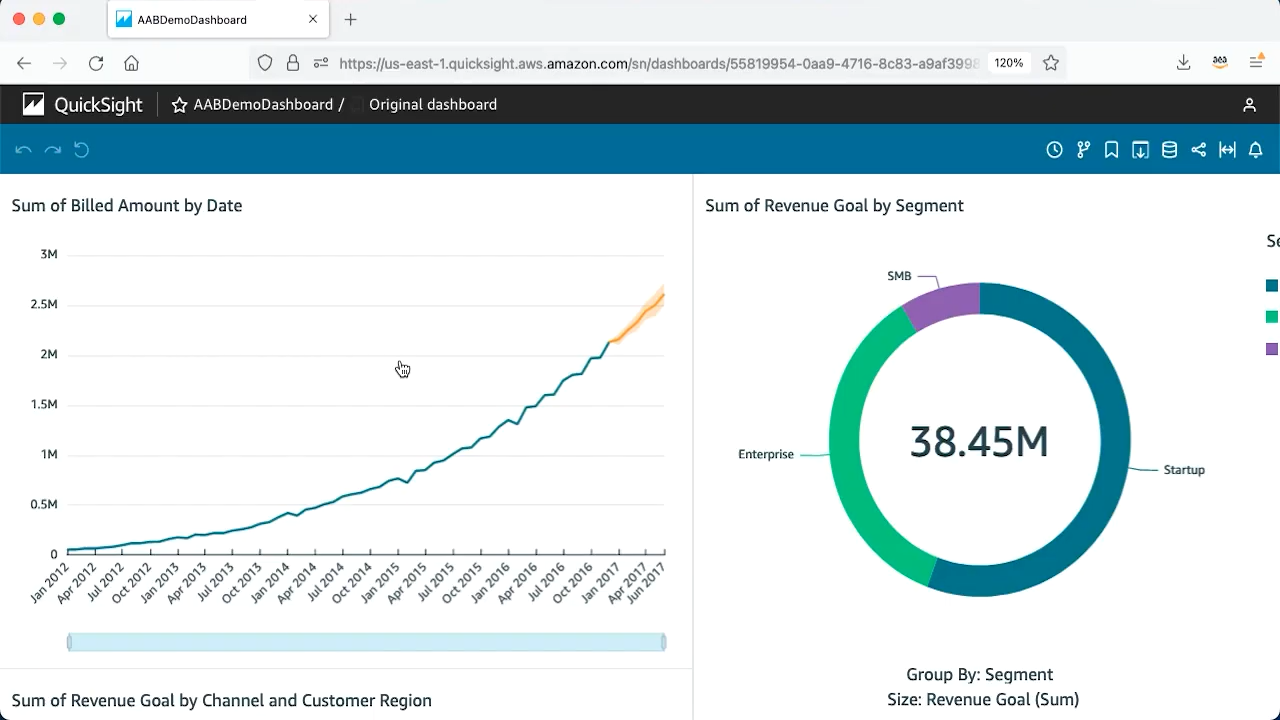 AABDemoDashboard
https://us-east-1.quicksight.aws.amazon.com/sn/dashboards/55819954-0aa9-4716-8c83-a9af3998
120%
aea
QuickSight
AABDemoDashboard /
Original dashboard
Sum of Billed Amount by Date
3M
2.5M
2M
1.5M
1M
0.5M
0
Jan 2012
Apr 2012
Jul 2012
Oct 2012
Jan 2013
Apr 2013
Jul 2013
Oct 2013
Jan 2014
Apr 2014
Jul 2014
Oct 2014
Jan 2015
Apr 2015
Jul 2015
Oct 2015
Jan 2016
Apr 2016
Jul 2016
Oct 2016
Jan 2017
Apr 2017
Jun 2017
Sum of Revenue Goal by Segment
SMB
Enterprise
38.45M
Startup
Group By: Segment
Size: Revenue Goal (Sum)
Sum of Revenue Goal by Channel and Customer Region